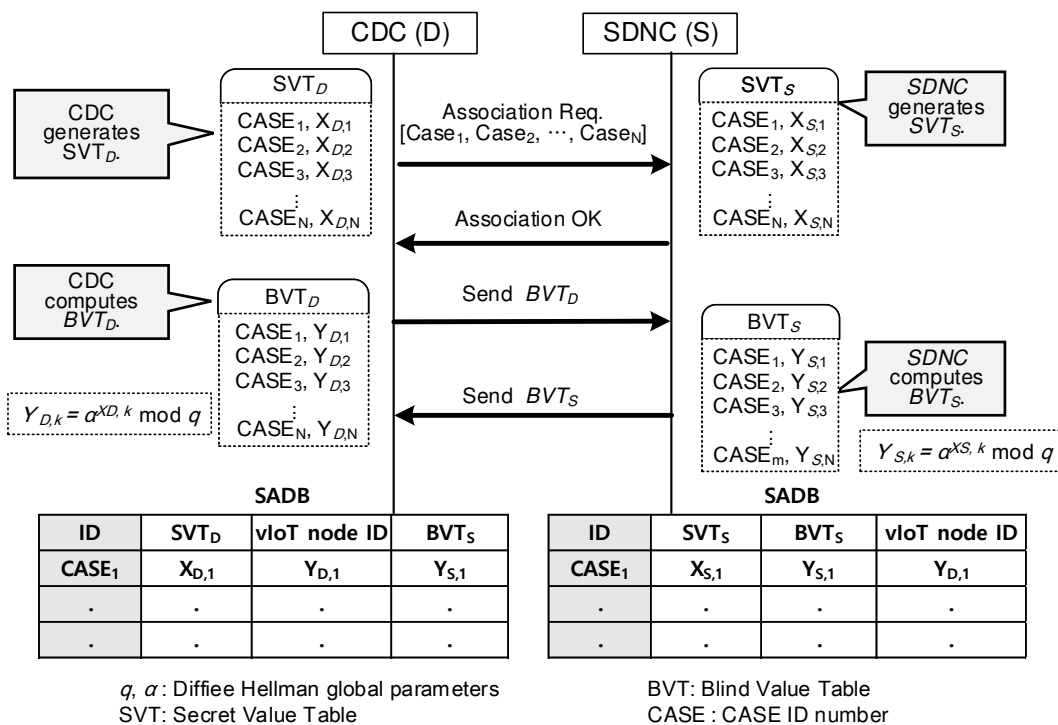 CDC (D)
SDNC (S)
CDC
generates
SVT_D.
SVT_D
CASE_1, X_D,1
CASE_2, X_D,2
CASE_3, X_D,3
⋮
CASE_N, X_D,N
Association Req.
[Case_1, Case_2, ⋯, Case_N]
Association OK
SVT_S
CASE_1, X_S,1
CASE_2, X_S,2
CASE_3, X_S,3
⋮
CASE_N, X_S,N
SDNC
generates
SVT_S.
CDC
computes
BVT_D.
Y_D,k = α^XD, k mod q
BVT_D
CASE_1, Y_D,1
CASE_2, Y_D,2
CASE_3, Y_D,3
⋮
CASE_N, Y_D,N
Send BVT_D
Send BVT_S
BVT_S
CASE_1, Y_S,1
CASE_2, Y_S,2
CASE_3, Y_S,3
⋮
CASE_m, Y_S,N
SDNC
computes
BVT_S.
Y_S,k = α^XS, k mod q
SADB
ID SVT_D vIoT node ID BVT_S
CASE_1 X_D,1 Y_D,1 Y_S,1
. . . .
. . . .
SADB
ID SVT_S BVT_S vIoT node ID
CASE_1 X_S,1 Y_S,1 Y_D,1
. . . .
. . . .
q, α : Diffiee Hellman global parameters
SVT: Secret Value Table
BVT: Blind Value Table
CASE : CASE ID number